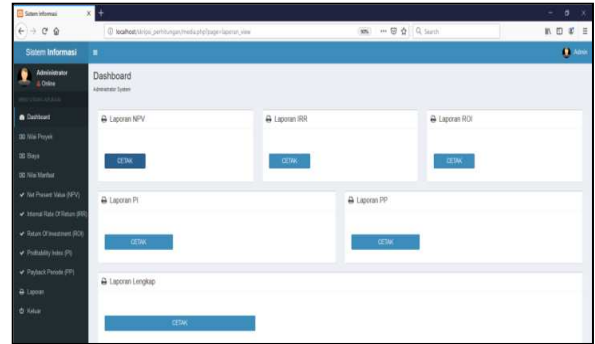 Sistem Informasi
localhost/skripsi_perhitungan/media.php?page=laporan_view
Search
Sistem Informasi
Admin
Administrator
Online
Dashboard
Administrator System
Dashboard
Nilai Proyek
Biaya
Nilai Manfaat
Net Present Value (NPV)
Internal Rate Of Return (IRR)
Return Of Investment (ROI)
Profitability Index (PI)
Payback Periode (PP)
Laporan
Keluar
Laporan NPV
CETAK
Laporan IRR
CETAK
Laporan ROI
CETAK
Laporan PI
CETAK
Laporan PP
CETAK
Laporan Lengkap
CETAK